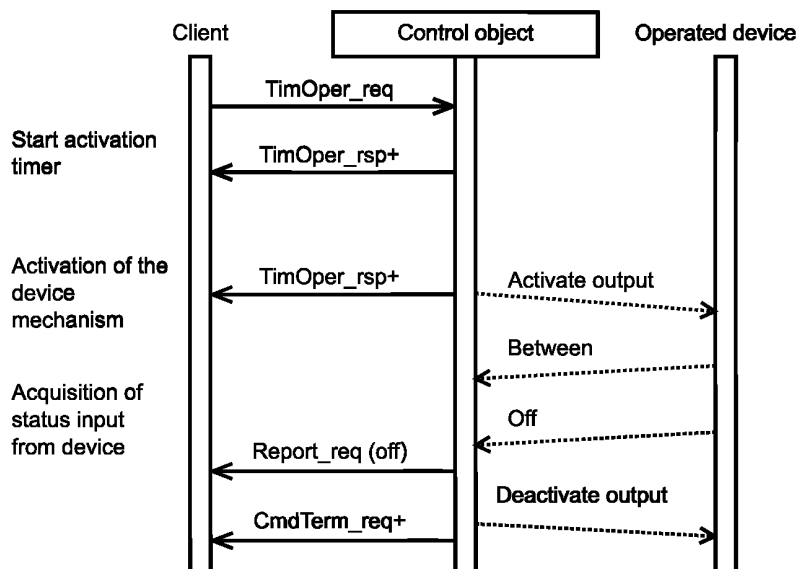 Client
Control object
Operated device
TimOper_req
Start activation
timer
TimOper_rsp+
Activation of the
device
mechanism
TimOper_rsp+
Activate output
Between
Acquisition of
status input
from device
Off
Report_req (off)
Deactivate output
CmdTerm_req+